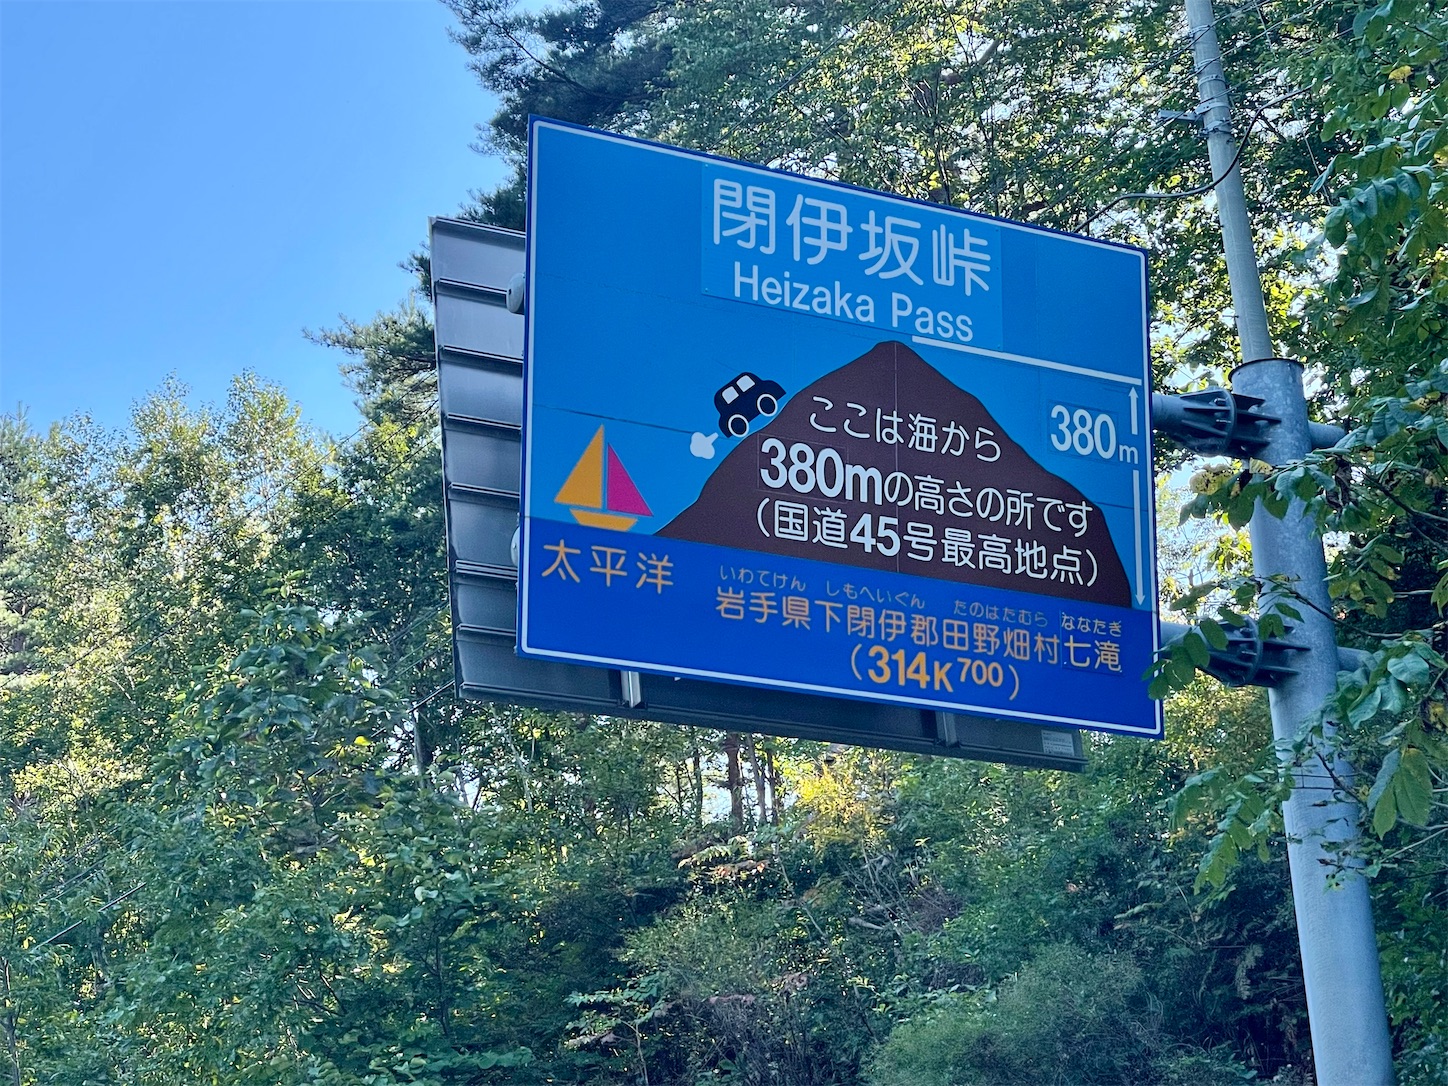 閉伊坂峠
Heizaka Pass
380m
ここは海から
380mの高さの所です
（国道45号最高地点）
太平洋
いわてけん しもへいぐん たのはたむら ななたぎ
岩手県下閉伊郡田野畑村七滝
（314K700）